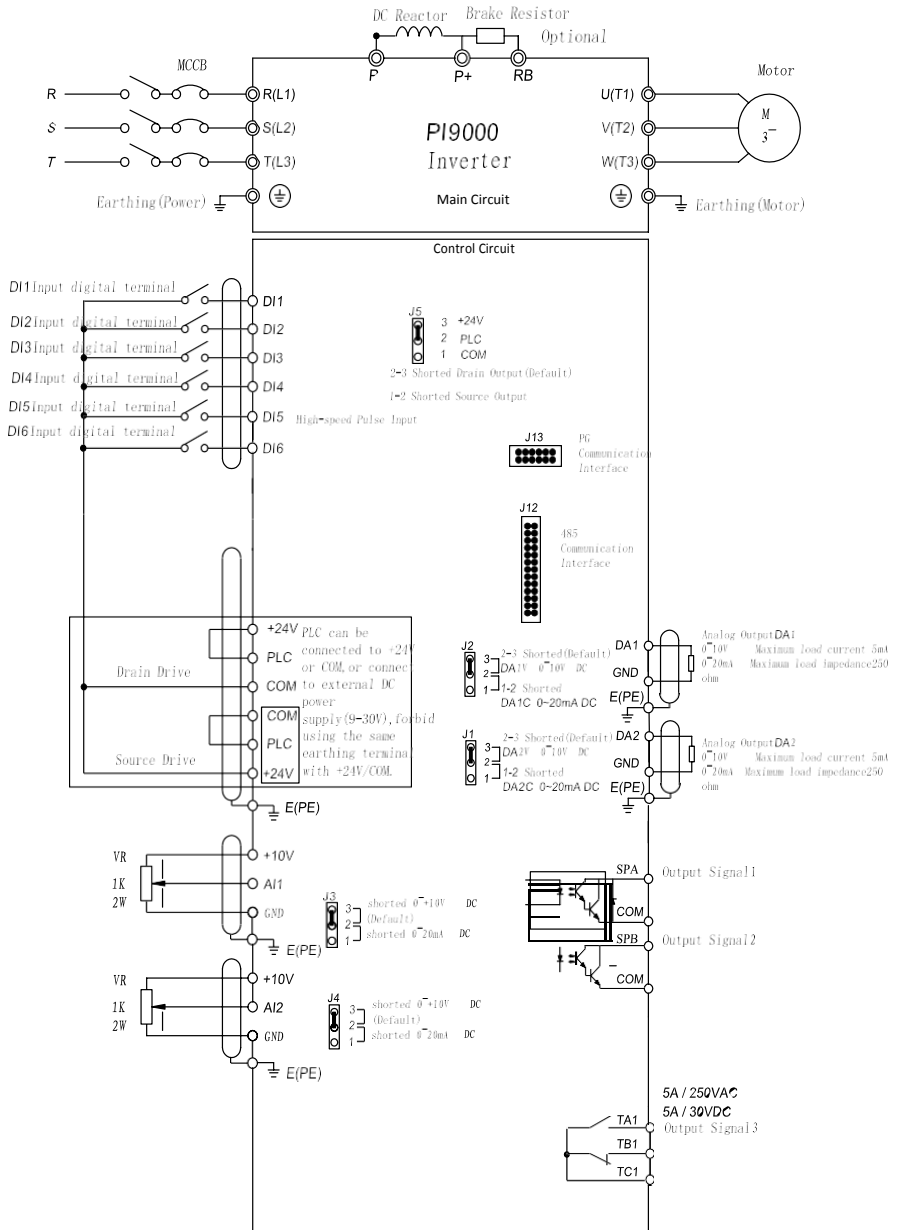 DC Reactor
Brake Resistor
Optional
P
P+
RB
MCCB
Motor
R
R(L1)
U(T1)
M
3~
S
S(L2)
V(T2)
T
T(L3)
W(T3)
PI9000
Inverter
Main Circuit
Earthing(Power)
Earthing(Motor)
Control Circuit
DI1 Input digital terminal
DI1
DI2 Input digital terminal
DI2
DI3 Input digital terminal
DI3
DI4 Input digital terminal
DI4
DI5 Input digital terminal
DI5
High-speed Pulse Input
DI6 Input digital terminal
DI6
J5
3 +24V
2 PLC
1 COM
2-3 Shorted Drain Output(Default)
1-2 Shorted Source Output
J13
PG
Communication
Interface
J12
485
Communication
Interface
+24V
PLC
COM
COM
PLC
+24V
Drain Drive
Source Drive
PLC can be
connected to +24V
or COM, or connect
to external DC
power
supply(9-30V), forbid
using the same
earthing terminal
with +24V/COM.
E(PE)
J2
3
2
1
2-3 Shorted(Default)
DA1V 0~10V DC
1-2 Shorted
DA1C 0~20mA DC
DA1
GND
E(PE)
Analog Output DA1
0~10V Maximum load current 5mA
0~20mA Maximum load impedance250
ohm
J1
3
2
1
2-3 Shorted(Default)
DA2V 0~10V DC
1-2 Shorted
DA2C 0~20mA DC
DA2
GND
E(PE)
Analog Output DA2
0~10V Maximum load current 5mA
0~20mA Maximum load impedance250
ohm
VR
1K
2W
+10V
AI1
GND
E(PE)
J3
3
2
1
shorted 0~+10V DC
(Default)
shorted 0~20mA DC
VR
1K
2W
+10V
AI2
GND
E(PE)
J4
3
2
1
shorted 0~+10V DC
(Default)
shorted 0~20mA DC
SPA
Output Signal1
COM
SPB
Output Signal2
COM
5A / 250VAC
5A / 30VDC
TA1
Output Signal3
TB1
TC1